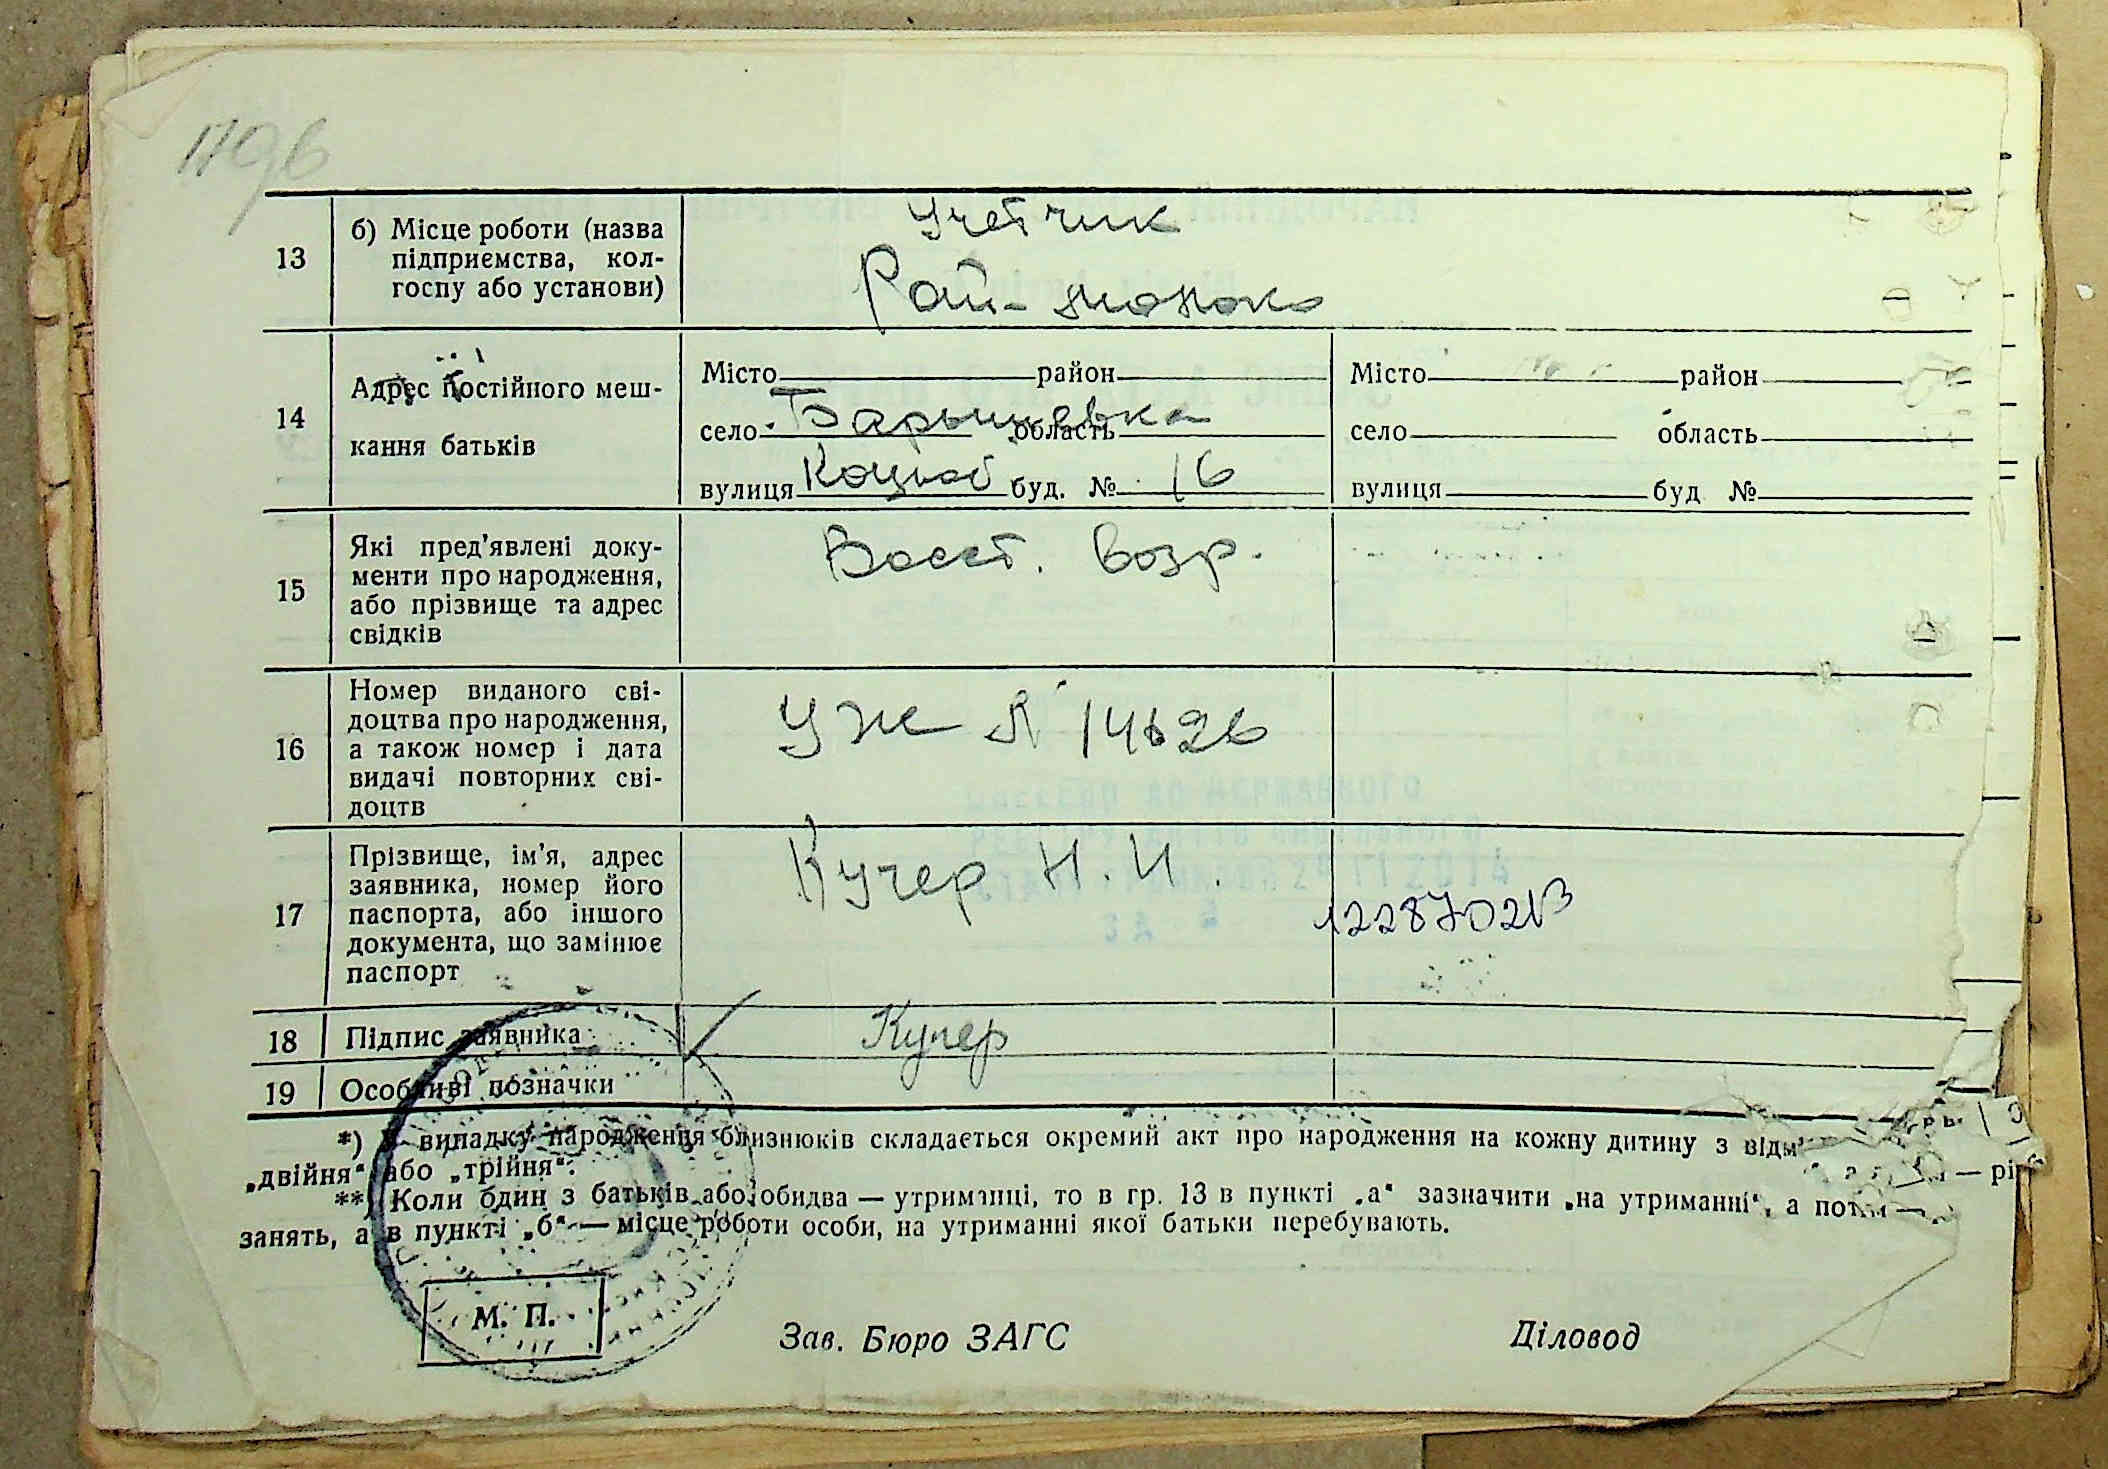 1796
13
б) Місце роботи (назва
підприємства, кол-
госпу або установи)
Учетчик
Рай-
14
Адрес постійного меш-
кання батьків
Місто район
село Барышевка область
вулиця Коцюб буд. № 16
Місто район
село область
вулиця буд №
15
Які пред’явлені доку-
менти про народження,
або прізвище та адрес
свідків
Восст. возр.
16
Номер виданого сві-
доцтва про народження,
а також номер і дата
видачі повторних сві-
доцтв
УЖ № 14626
17
Прізвище, ім’я, адрес
заявника, номер його
паспорта, або іншого
документа, що замінює
паспорт
Кучер Н. И.
18
Підпис заявника
Кучер
19
Особливі позначки
*) В випадку народження близнюків складається окремий акт про народження на кожну дитину з відм
„двійня“ або „трійня“.
**) Коли один з батьків або обидва — утриманці, то в гр. 13 в пункті „а“ зазначити „на утриманні“, а потім —
занять, а в пункті „б“ — місце роботи особи, на утриманні якої батьки перебувають.
М. П.
Зав. Бюро ЗАГС
Діловод